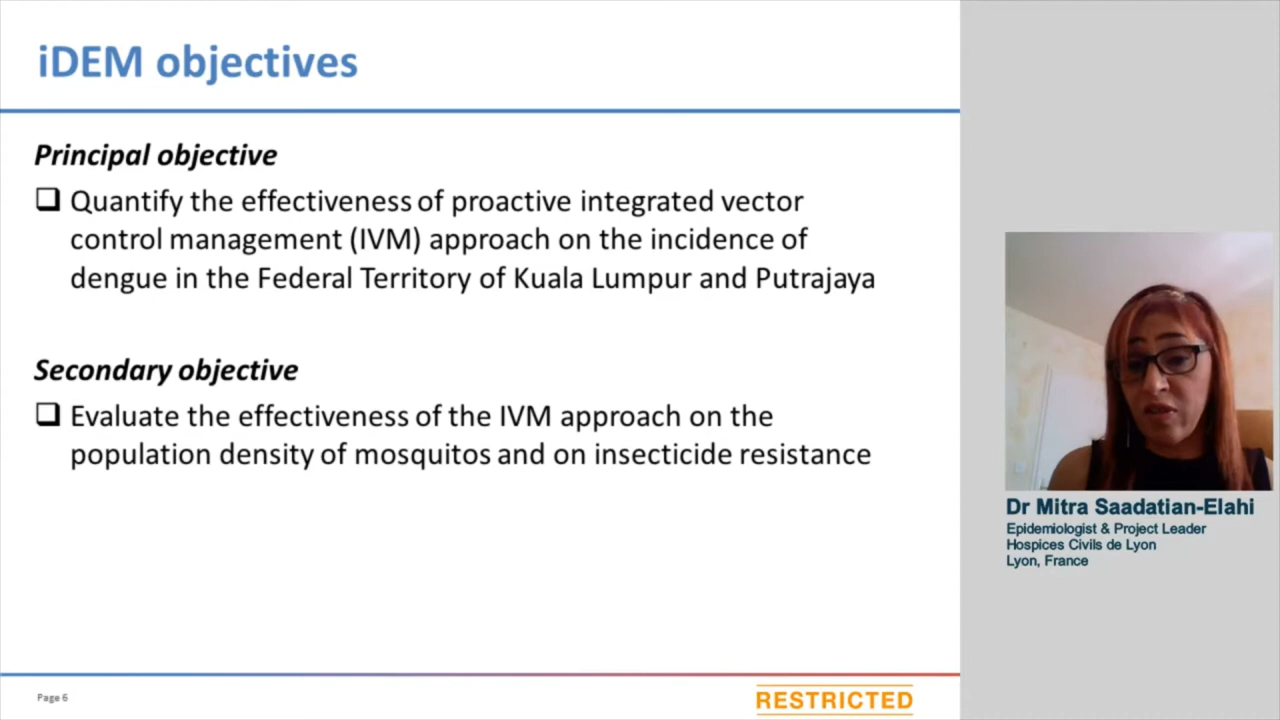 iDEM objectives
Principal objective
Quantify the effectiveness of proactive integrated vector
control management (IVM) approach on the incidence of
dengue in the Federal Territory of Kuala Lumpur and Putrajaya
Secondary objective
Evaluate the effectiveness of the IVM approach on the
population density of mosquitos and on insecticide resistance
Page 6
RESTRICTED
Dr Mitra Saadatian-Elahi
Epidemiologist & Project Leader
Hospices Civils de Lyon
Lyon, France